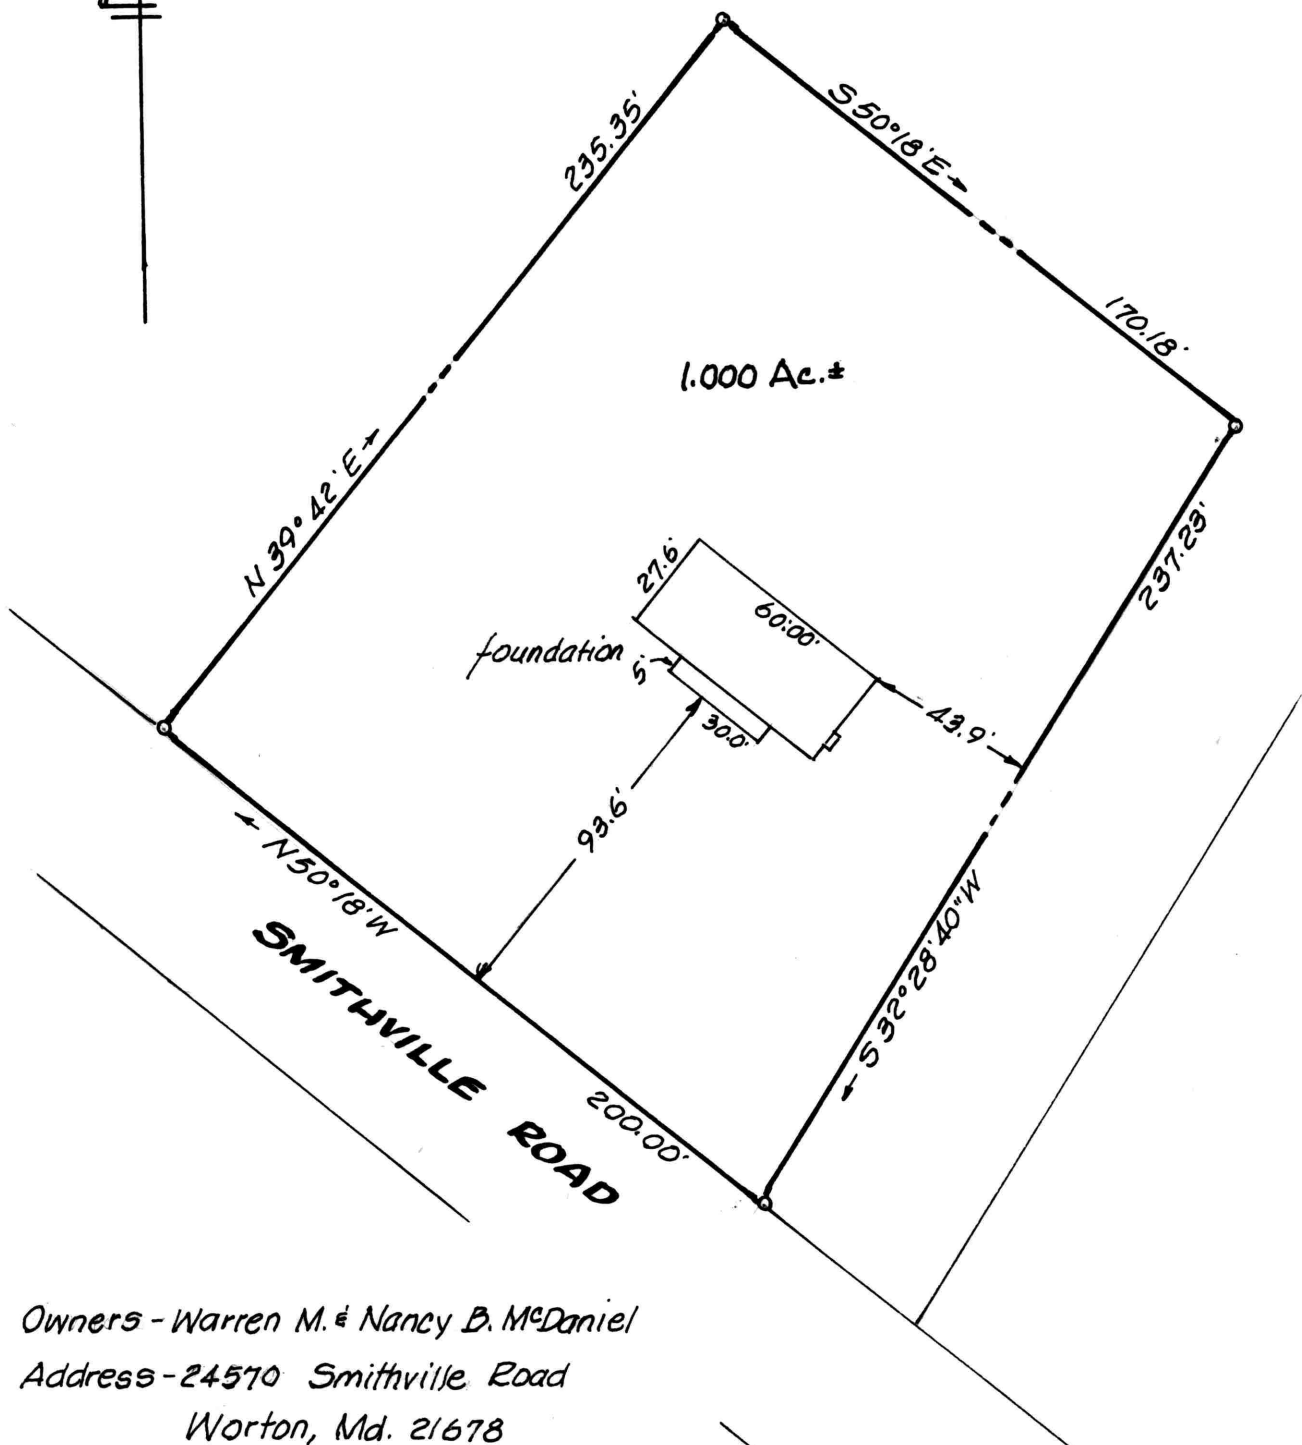 S 50°18' E
235.35'
170.18'
1.000 Ac.±
N 39° 42' E
237.23'
27.6'
60.00'
foundation
5'
30.0'
43.9'
93.6'
N 50°18' W
S 32° 28' 40" W
SMITHVILLE ROAD
200.00'
Owners - Warren M. & Nancy B. McDaniel
Address - 24570 Smithville Road
Worton, Md. 21678